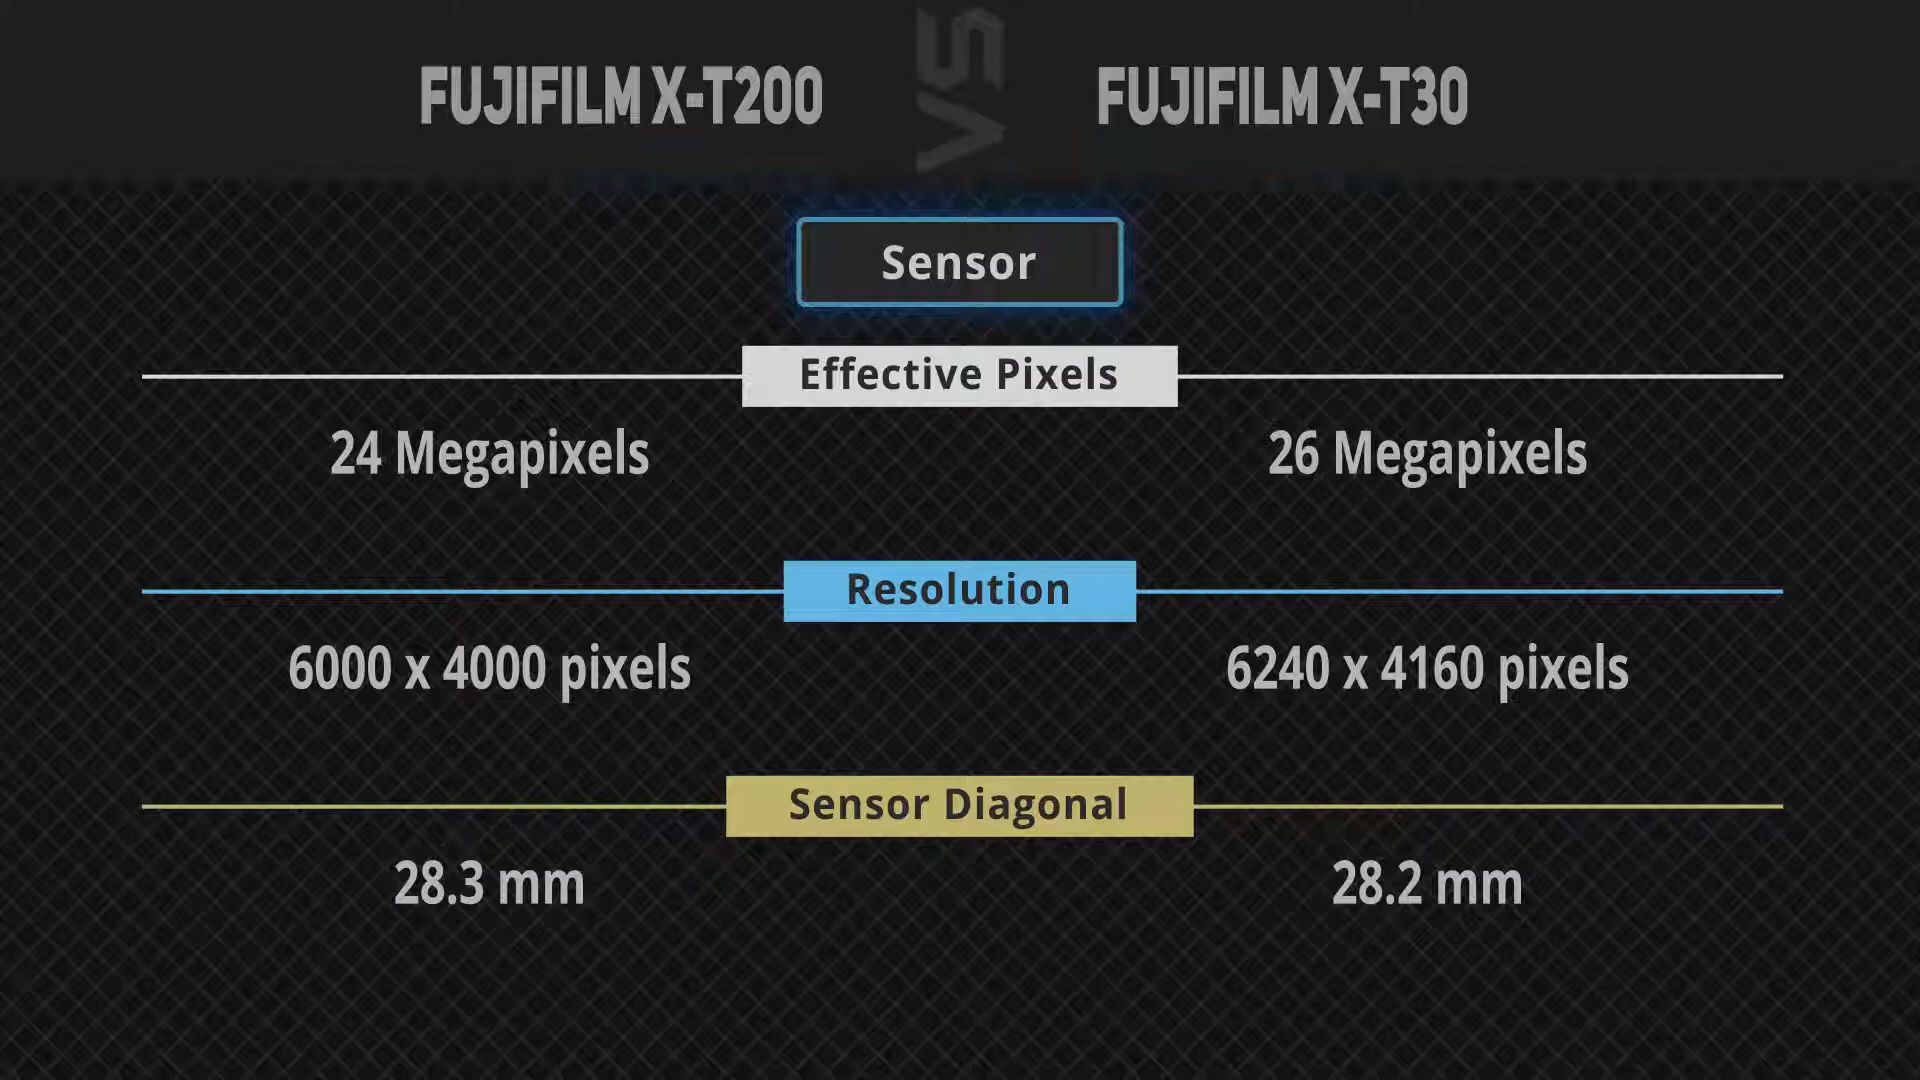 FUJIFILM X-T200 VS FUJIFILM X-T30
Sensor
Effective Pixels
24 Megapixels 26 Megapixels
Resolution
6000 x 4000 pixels 6240 x 4160 pixels
Sensor Diagonal
28.3 mm 28.2 mm